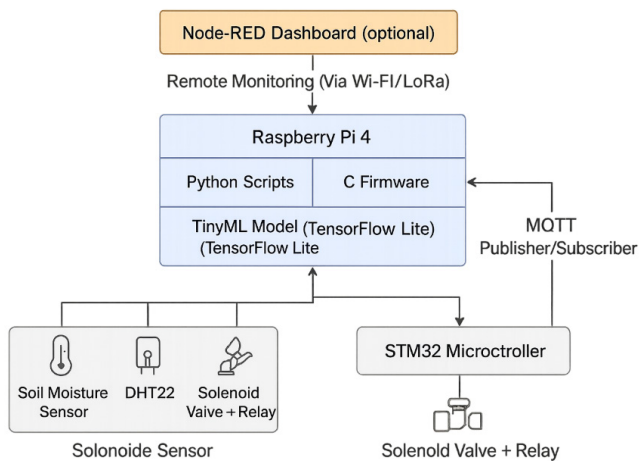 Node-RED Dashboard (optional)
Remote Monitoring (Via Wi-FI/LoRa)
Raspberry Pi 4
Python Scripts
C Firmware
TinyML Model (TensorFlow Lite)
(TensorFlow Lite
MQTT
Publisher/Subscriber
Soil Moisture
Sensor
DHT22
Solenoid
Vaive + Relay
Solonoide Sensor
STM32 Microctroller
Solenold Valve + Relay